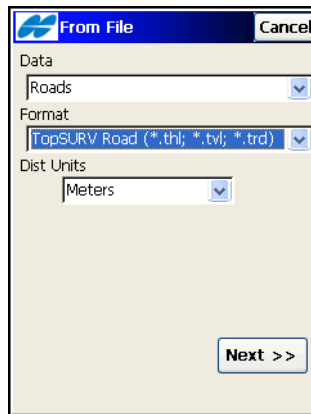 From File
Cancel
Data
Roads
Format
TopSURV Road (*.thl; *.tvl; *.trd)
Dist Units
Meters
Next >>